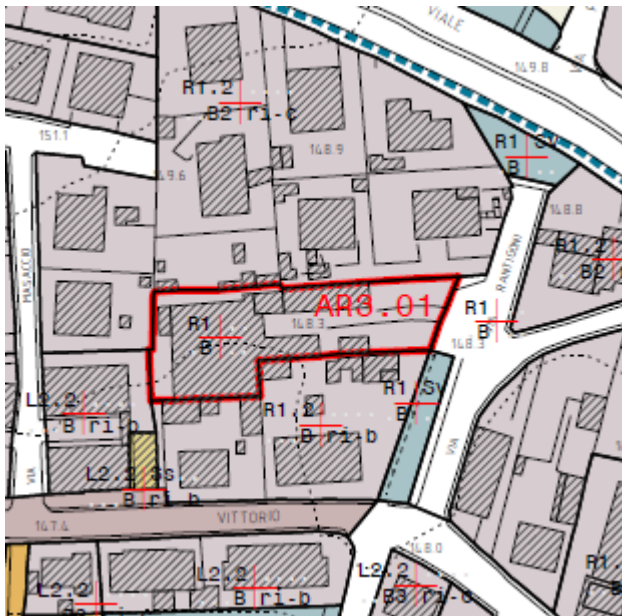 VIALE
149.8
R1.2
B2 ri-c
151.1
148.9
R1 Sv
B
49.6
148.8
MASACCIO
RANTIGONI
R1.2
B2
AR3.01
R1
B
148.3
R1
148.3
L2.2
B ri-b
R1.2
B ri-b
R1 Sv
B
VIA
VIA
L2.2 Ss
B ri-b
VITTORIO
147.4
148.0
L2.2
L2.2
B ri-b
L2.2
B3 ri-c
R1.